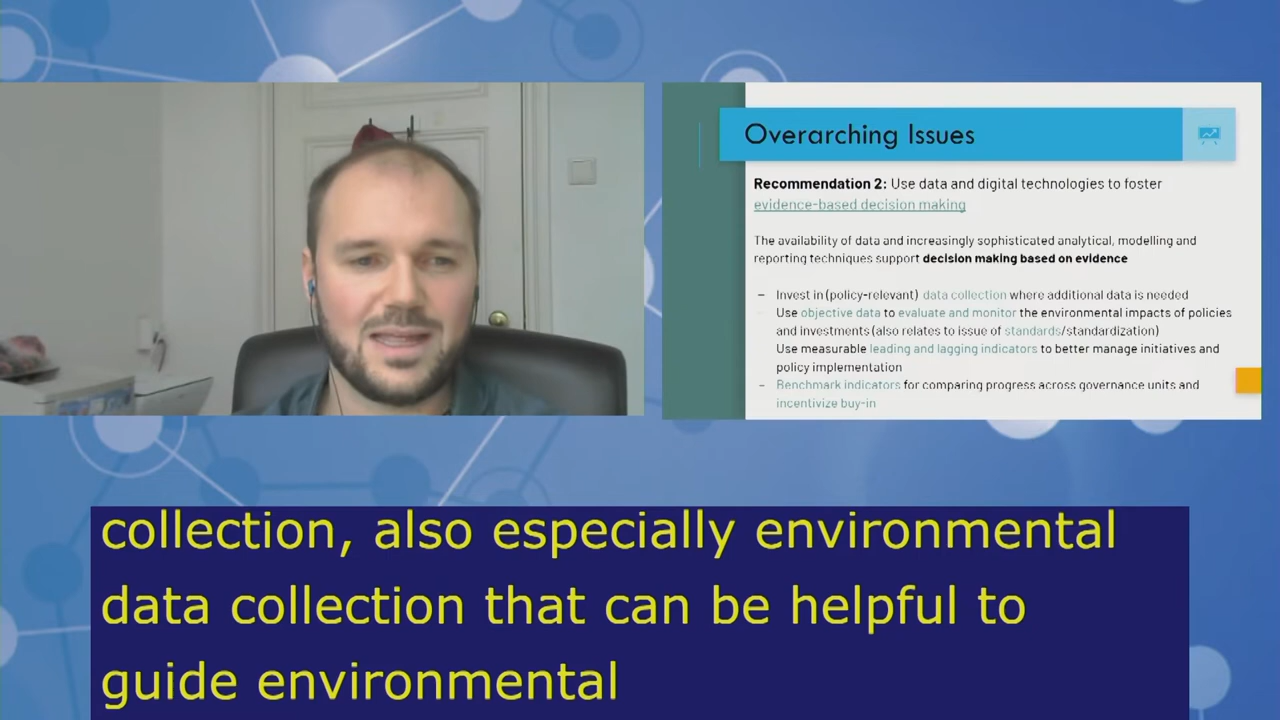 Overarching Issues
Recommendation 2: Use data and digital technologies to foster
evidence-based decision making
The availability of data and increasingly sophisticated analytical, modelling and
reporting techniques support decision making based on evidence
– Invest in (policy-relevant) data collection where additional data is needed
Use objective data to evaluate and monitor the environmental impacts of policies
and investments (also relates to issue of standards/standardization)
Use measurable leading and lagging indicators to better manage initiatives and
policy implementation
– Benchmark indicators for comparing progress across governance units and
incentivize buy-in
collection, also especially environmental
data collection that can be helpful to
guide environmental